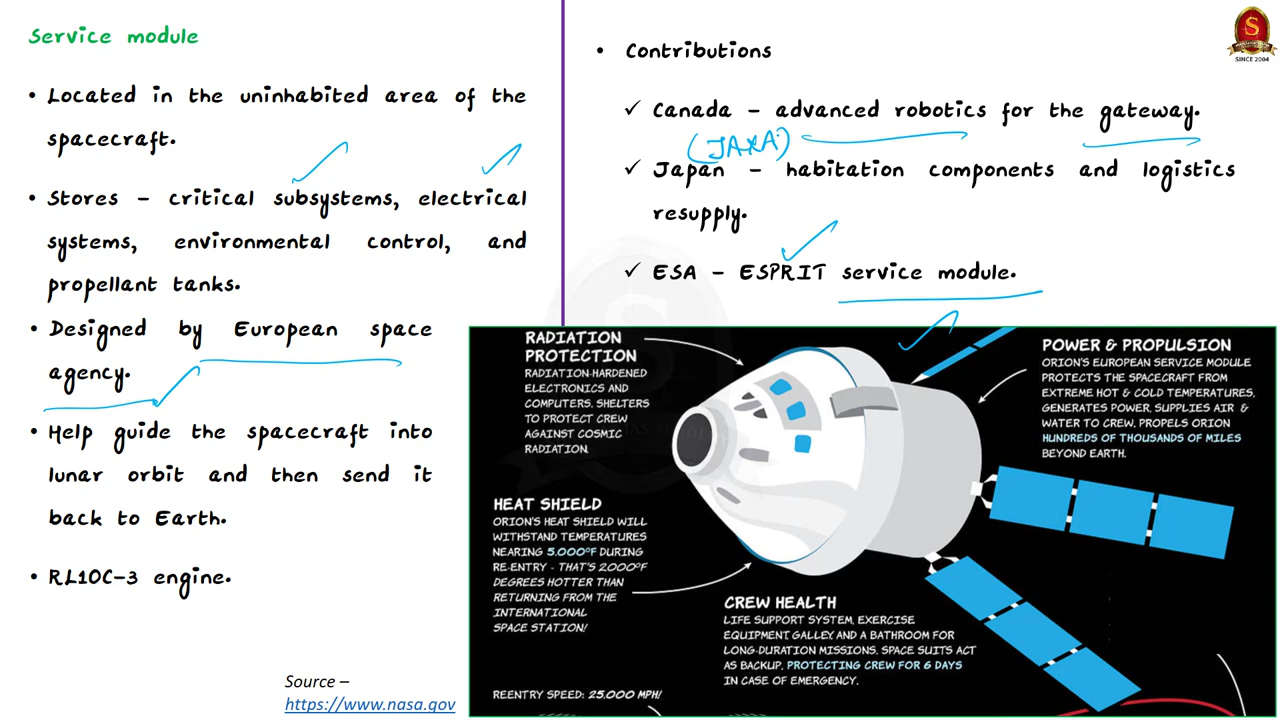 Service module
• Located in the uninhabited area of the
spacecraft.
• Stores – critical subsystems, electrical
systems, environmental control, and
propellant tanks.
• Designed by European space
agency.
• Help guide the spacecraft into
lunar orbit and then send it
back to Earth.
• RL10C-3 engine.
Source –
https://www.nasa.gov
• Contributions
✓ Canada – advanced robotics for the gateway.
(JAXA)
✓ Japan – habitation components and logistics
resupply.
✓ ESA – ESPRIT service module.
S
SINCE 2004
RADIATION
PROTECTION
RADIATION-HARDENED
ELECTRONICS AND
COMPUTERS. SHELTERS
TO PROTECT CREW
AGAINST COSMIC
RADIATION.
HEAT SHIELD
ORION'S HEAT SHIELD WILL
WITHSTAND TEMPERATURES
NEARING 5,000°F DURING
RE-ENTRY - THAT'S 2000°F
DEGREES HOTTER THAN
RETURNING FROM THE
INTERNATIONAL
SPACE STATION!
REENTRY SPEED: 25,000 MPH!
CREW HEALTH
LIFE SUPPORT SYSTEM, EXERCISE
EQUIPMENT, GALLEY, AND A BATHROOM FOR
LONG-DURATION MISSIONS. SPACE SUITS ACT
AS BACKUP, PROTECTING CREW FOR 6 DAYS
IN CASE OF EMERGENCY.
POWER & PROPULSION
ORION'S EUROPEAN SERVICE MODULE
PROTECTS THE SPACECRAFT FROM
EXTREME HOT & COLD TEMPERATURES,
GENERATES POWER, SUPPLIES AIR &
WATER TO CREW, PROPELS ORION
HUNDREDS OF THOUSANDS OF MILES
BEYOND EARTH.